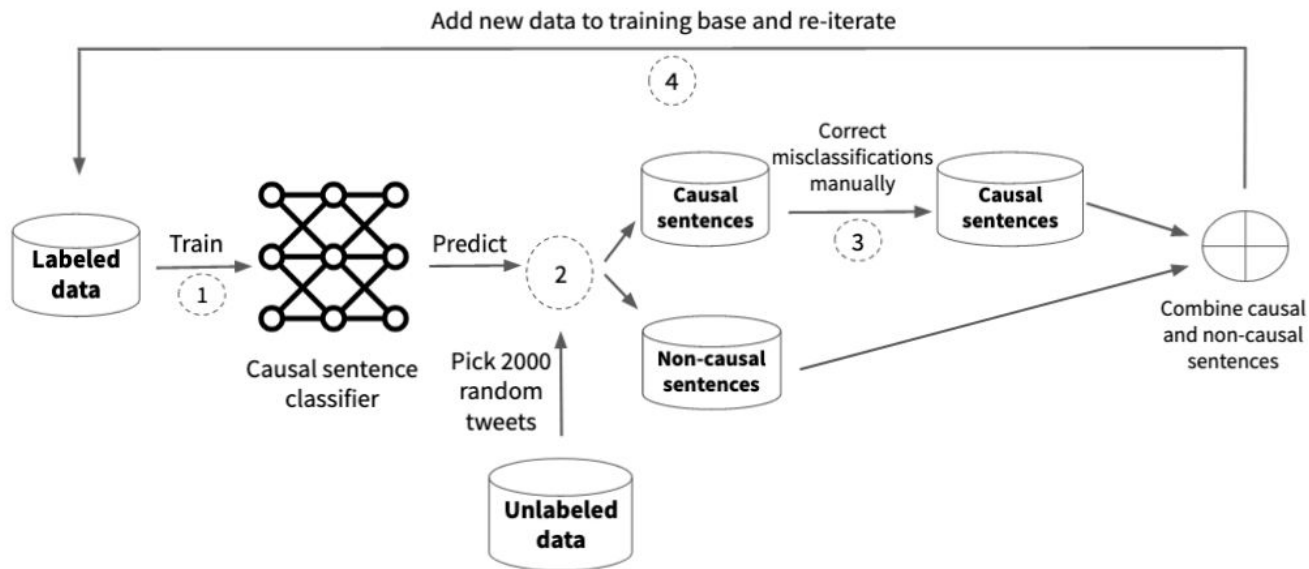 Add new data to training base and re-iterate
4
Correct
misclassifications
manually
3
Causal
sentences
Causal
sentences
Labeled
data
Train
1
Causal sentence
classifier
Predict
2
Pick 2000
random
tweets
Unlabeled
data
Non-causal
sentences
Combine causal
and non-causal
sentences